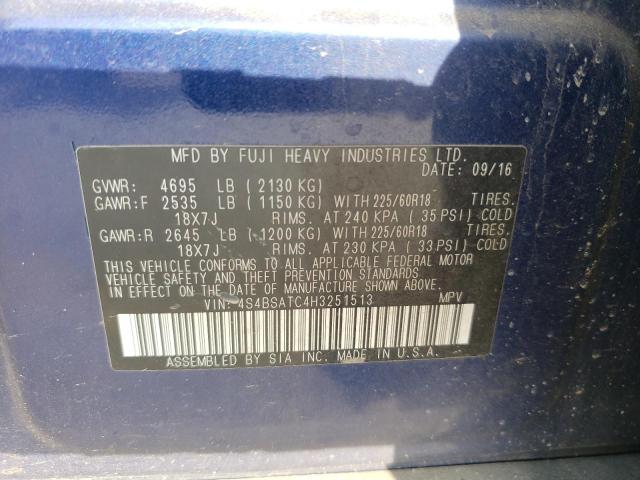 MFD BY FUJI HEAVY INDUSTRIES LTD.
DATE: 09/16
GVWR: 4695 LB (2130 KG)
GAWR:F 2535 LB (1150 KG) WITH 225/60R18 TIRES.
18X7J RIMS. AT 240 KPA (35 PSI) COLD
GAWR:R 2645 LB (1200 KG) WITH 225/60R18 TIRES.
18X7J RIMS. AT 230 KPA (33 PSI) COLD
THIS VEHICLE CONFORMS TO ALL APPLICABLE FEDERAL MOTOR
VEHICLE SAFETY AND THEFT PREVENTION STANDARDS
IN EFFECT ON THE DATE OF MANUFACTURE SHOWN ABOVE.
VIN: 4S4BSATC4H3251513 MPV
ASSEMBLED BY SIA INC. MADE IN U.S.A.